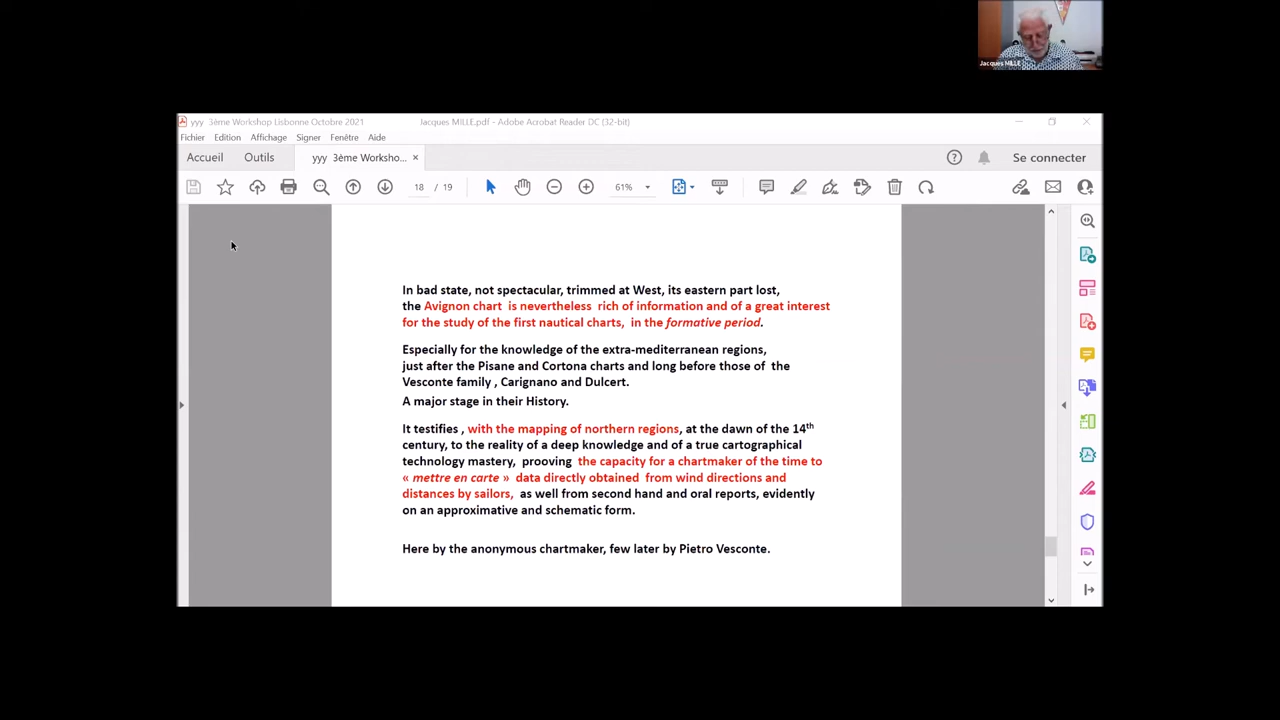 Jacques MILLE
yyy 3ème Workshop Lisbonne Octobre 2021 Jacques MILLE.pdf - Adobe Acrobat Reader DC (32-bit)
Fichier Edition Affichage Signer Fenêtre Aide
Accueil Outils yyy 3ème Worksho... × Se connecter
18 / 19 61%
In bad state, not spectacular, trimmed at West, its eastern part lost,
the Avignon chart is nevertheless rich of information and of a great interest
for the study of the first nautical charts, in the formative period.
Especially for the knowledge of the extra-mediterranean regions,
just after the Pisane and Cortona charts and long before those of the
Vesconte family , Carignano and Dulcert.
A major stage in their History.
It testifies , with the mapping of northern regions, at the dawn of the 14th
century, to the reality of a deep knowledge and of a true cartographical
technology mastery, prooving the capacity for a chartmaker of the time to
« mettre en carte » data directly obtained from wind directions and
distances by sailors, as well from second hand and oral reports, evidently
on an approximative and schematic form.
Here by the anonymous chartmaker, few later by Pietro Vesconte.